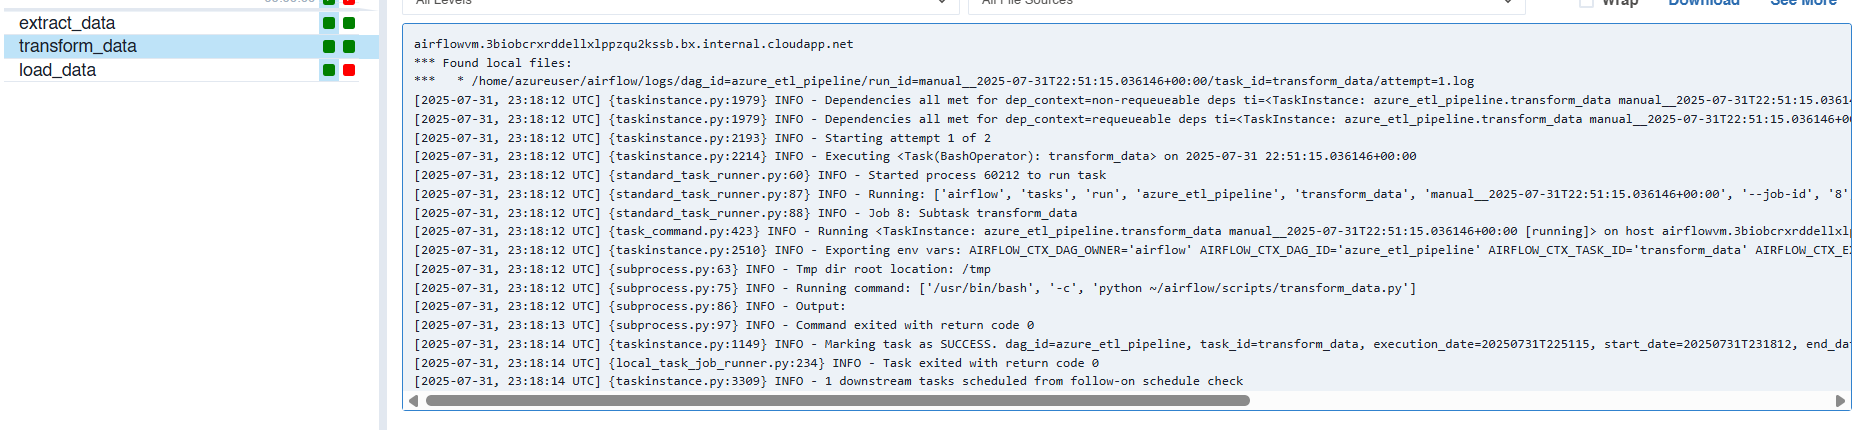 All Levels
All File Sources
Wrap
Download
See More
extract_data
transform_data
load_data
airflowvm.3biobcrxrddellxlppzqu2kssb.bx.internal.cloudapp.net
*** Found local files:
***   * /home/azureuser/airflow/logs/dag_id=azure_etl_pipeline/run_id=manual__2025-07-31T22:51:15.036146+00:00/task_id=transform_data/attempt=1.log
[2025-07-31, 23:18:12 UTC] {taskinstance.py:1979} INFO - Dependencies all met for dep_context=non-requeueable deps ti=<TaskInstance: azure_etl_pipeline.transform_data manual__2025-07-31T22:51:15.0361
[2025-07-31, 23:18:12 UTC] {taskinstance.py:1979} INFO - Dependencies all met for dep_context=requeueable deps ti=<TaskInstance: azure_etl_pipeline.transform_data manual__2025-07-31T22:51:15.036146+0
[2025-07-31, 23:18:12 UTC] {taskinstance.py:2193} INFO - Starting attempt 1 of 2
[2025-07-31, 23:18:12 UTC] {taskinstance.py:2214} INFO - Executing <Task(BashOperator): transform_data> on 2025-07-31 22:51:15.036146+00:00
[2025-07-31, 23:18:12 UTC] {standard_task_runner.py:60} INFO - Started process 60212 to run task
[2025-07-31, 23:18:12 UTC] {standard_task_runner.py:87} INFO - Running: ['airflow', 'tasks', 'run', 'azure_etl_pipeline', 'transform_data', 'manual__2025-07-31T22:51:15.036146+00:00', '--job-id', '8'
[2025-07-31, 23:18:12 UTC] {standard_task_runner.py:88} INFO - Job 8: Subtask transform_data
[2025-07-31, 23:18:12 UTC] {task_command.py:423} INFO - Running <TaskInstance: azure_etl_pipeline.transform_data manual__2025-07-31T22:51:15.036146+00:00 [running]> on host airflowvm.3biobcrxrddellxl
[2025-07-31, 23:18:12 UTC] {taskinstance.py:2510} INFO - Exporting env vars: AIRFLOW_CTX_DAG_OWNER='airflow' AIRFLOW_CTX_DAG_ID='azure_etl_pipeline' AIRFLOW_CTX_TASK_ID='transform_data' AIRFLOW_CTX_E
[2025-07-31, 23:18:12 UTC] {subprocess.py:63} INFO - Tmp dir root location: /tmp
[2025-07-31, 23:18:12 UTC] {subprocess.py:75} INFO - Running command: ['/usr/bin/bash', '-c', 'python ~/airflow/scripts/transform_data.py']
[2025-07-31, 23:18:12 UTC] {subprocess.py:86} INFO - Output:
[2025-07-31, 23:18:13 UTC] {subprocess.py:97} INFO - Command exited with return code 0
[2025-07-31, 23:18:14 UTC] {taskinstance.py:1149} INFO - Marking task as SUCCESS. dag_id=azure_etl_pipeline, task_id=transform_data, execution_date=20250731T225115, start_date=20250731T231812, end_da
[2025-07-31, 23:18:14 UTC] {local_task_job_runner.py:234} INFO - Task exited with return code 0
[2025-07-31, 23:18:14 UTC] {taskinstance.py:3309} INFO - 1 downstream tasks scheduled from follow-on schedule check